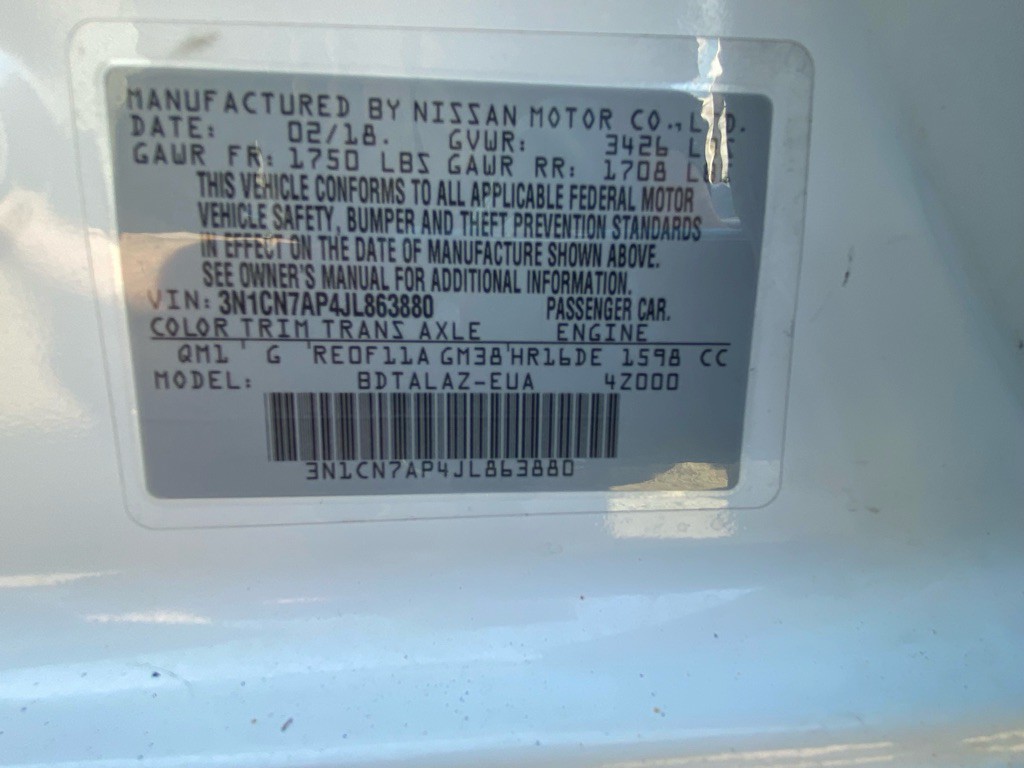 MANUFACTURED BY NISSAN MOTOR CO.,LTD.
DATE: 02/18. GVWR: 3426 LBS
GAWR FR: 1750 LBS GAWR RR: 1708 LBS
THIS VEHICLE CONFORMS TO ALL APPLICABLE FEDERAL MOTOR
VEHICLE SAFETY, BUMPER AND THEFT PREVENTION STANDARDS
IN EFFECT ON THE DATE OF MANUFACTURE SHOWN ABOVE.
SEE OWNER'S MANUAL FOR ADDITIONAL INFORMATION.
VIN: 3N1CN7AP4JL863880 PASSENGER CAR.
COLOR TRIM TRANS AXLE ENGINE
QM1 G RE0F11A GM38 HR16DE 1598 CC
MODEL: BDTALAZ-EUA 4Z000
3N1CN7AP4JL863880